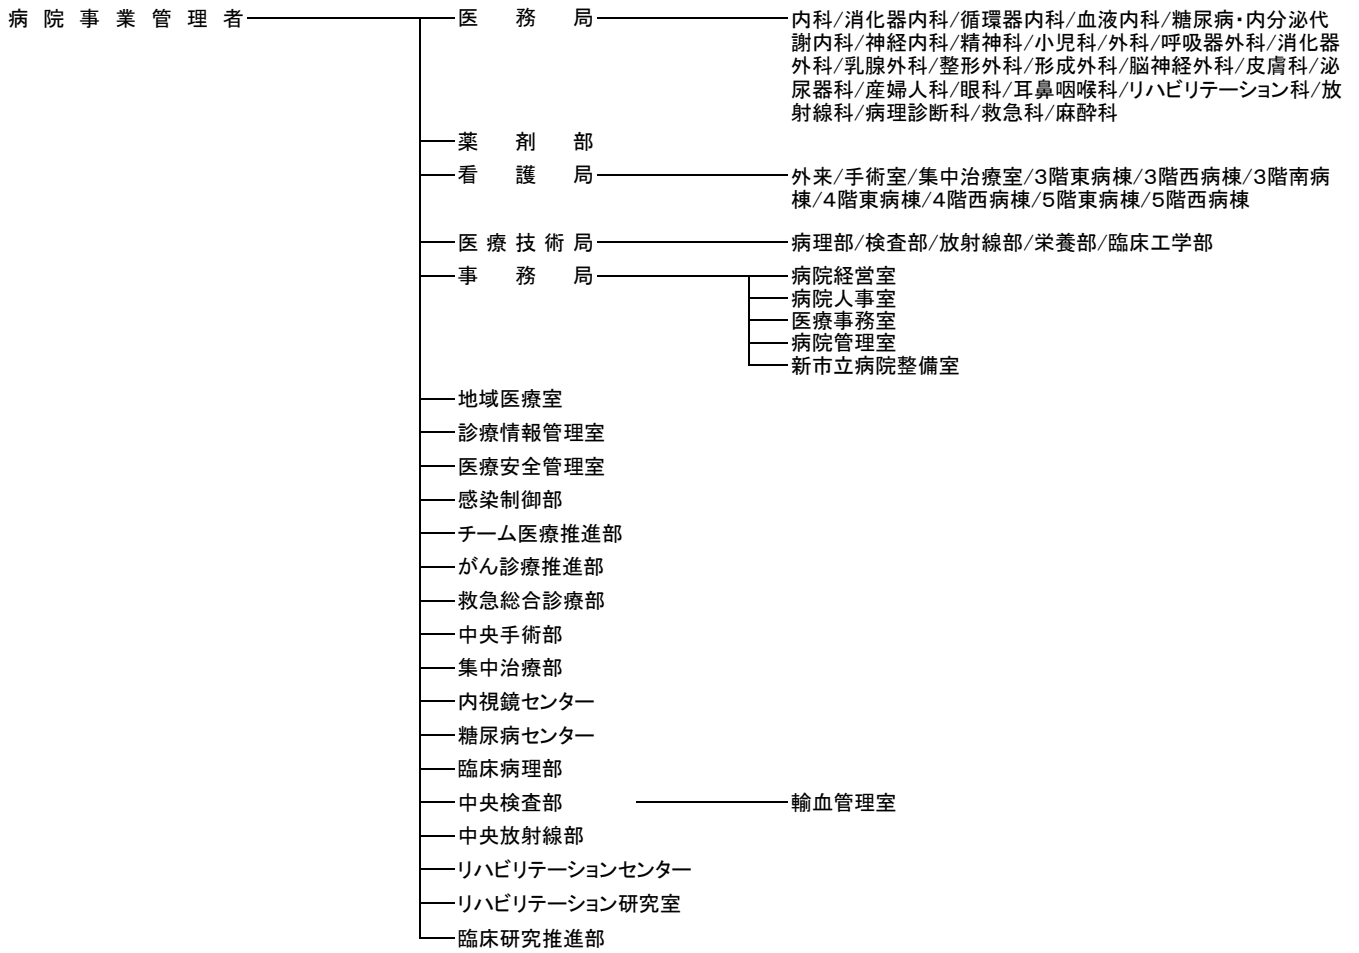 病院事業管理者
医務局
内科/消化器内科/循環器内科/血液内科/糖尿病・内分泌代
謝内科/神経内科/精神科/小児科/外科/呼吸器外科/消化器
外科/乳腺外科/整形外科/形成外科/脳神経外科/皮膚科/泌
尿器科/産婦人科/眼科/耳鼻咽喉科/リハビリテーション科/放
射線科/病理診断科/救急科/麻酔科
薬剤部
看護局
外来/手術室/集中治療室/3階東病棟/3階西病棟/3階南病
棟/4階東病棟/4階西病棟/5階東病棟/5階西病棟
医療技術局
病理部/検査部/放射線部/栄養部/臨床工学部
事務局
病院経営室
病院人事室
医療事務室
病院管理室
新市立病院整備室
地域医療室
診療情報管理室
医療安全管理室
感染制御部
チーム医療推進部
がん診療推進部
救急総合診療部
中央手術部
集中治療部
内視鏡センター
糖尿病センター
臨床病理部
中央検査部
輸血管理室
中央放射線部
リハビリテーションセンター
リハビリテーション研究室
臨床研究推進部